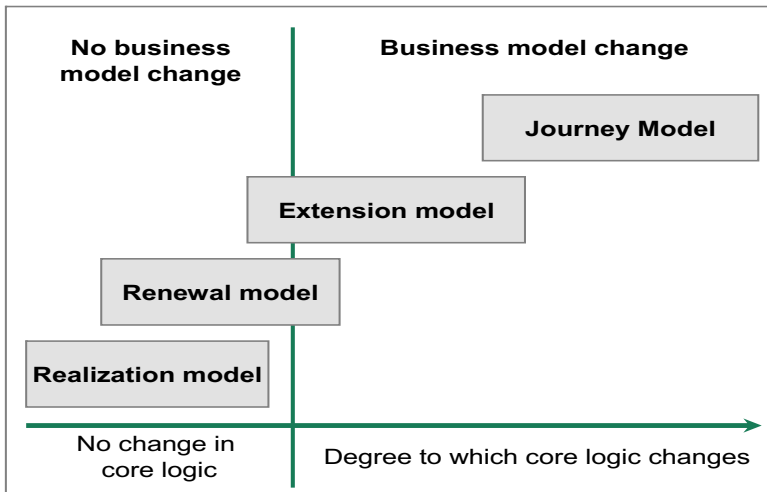 No business
model change
Business model change
Journey Model
Extension model
Renewal model
Realization model
No change in
core logic
Degree to which core logic changes